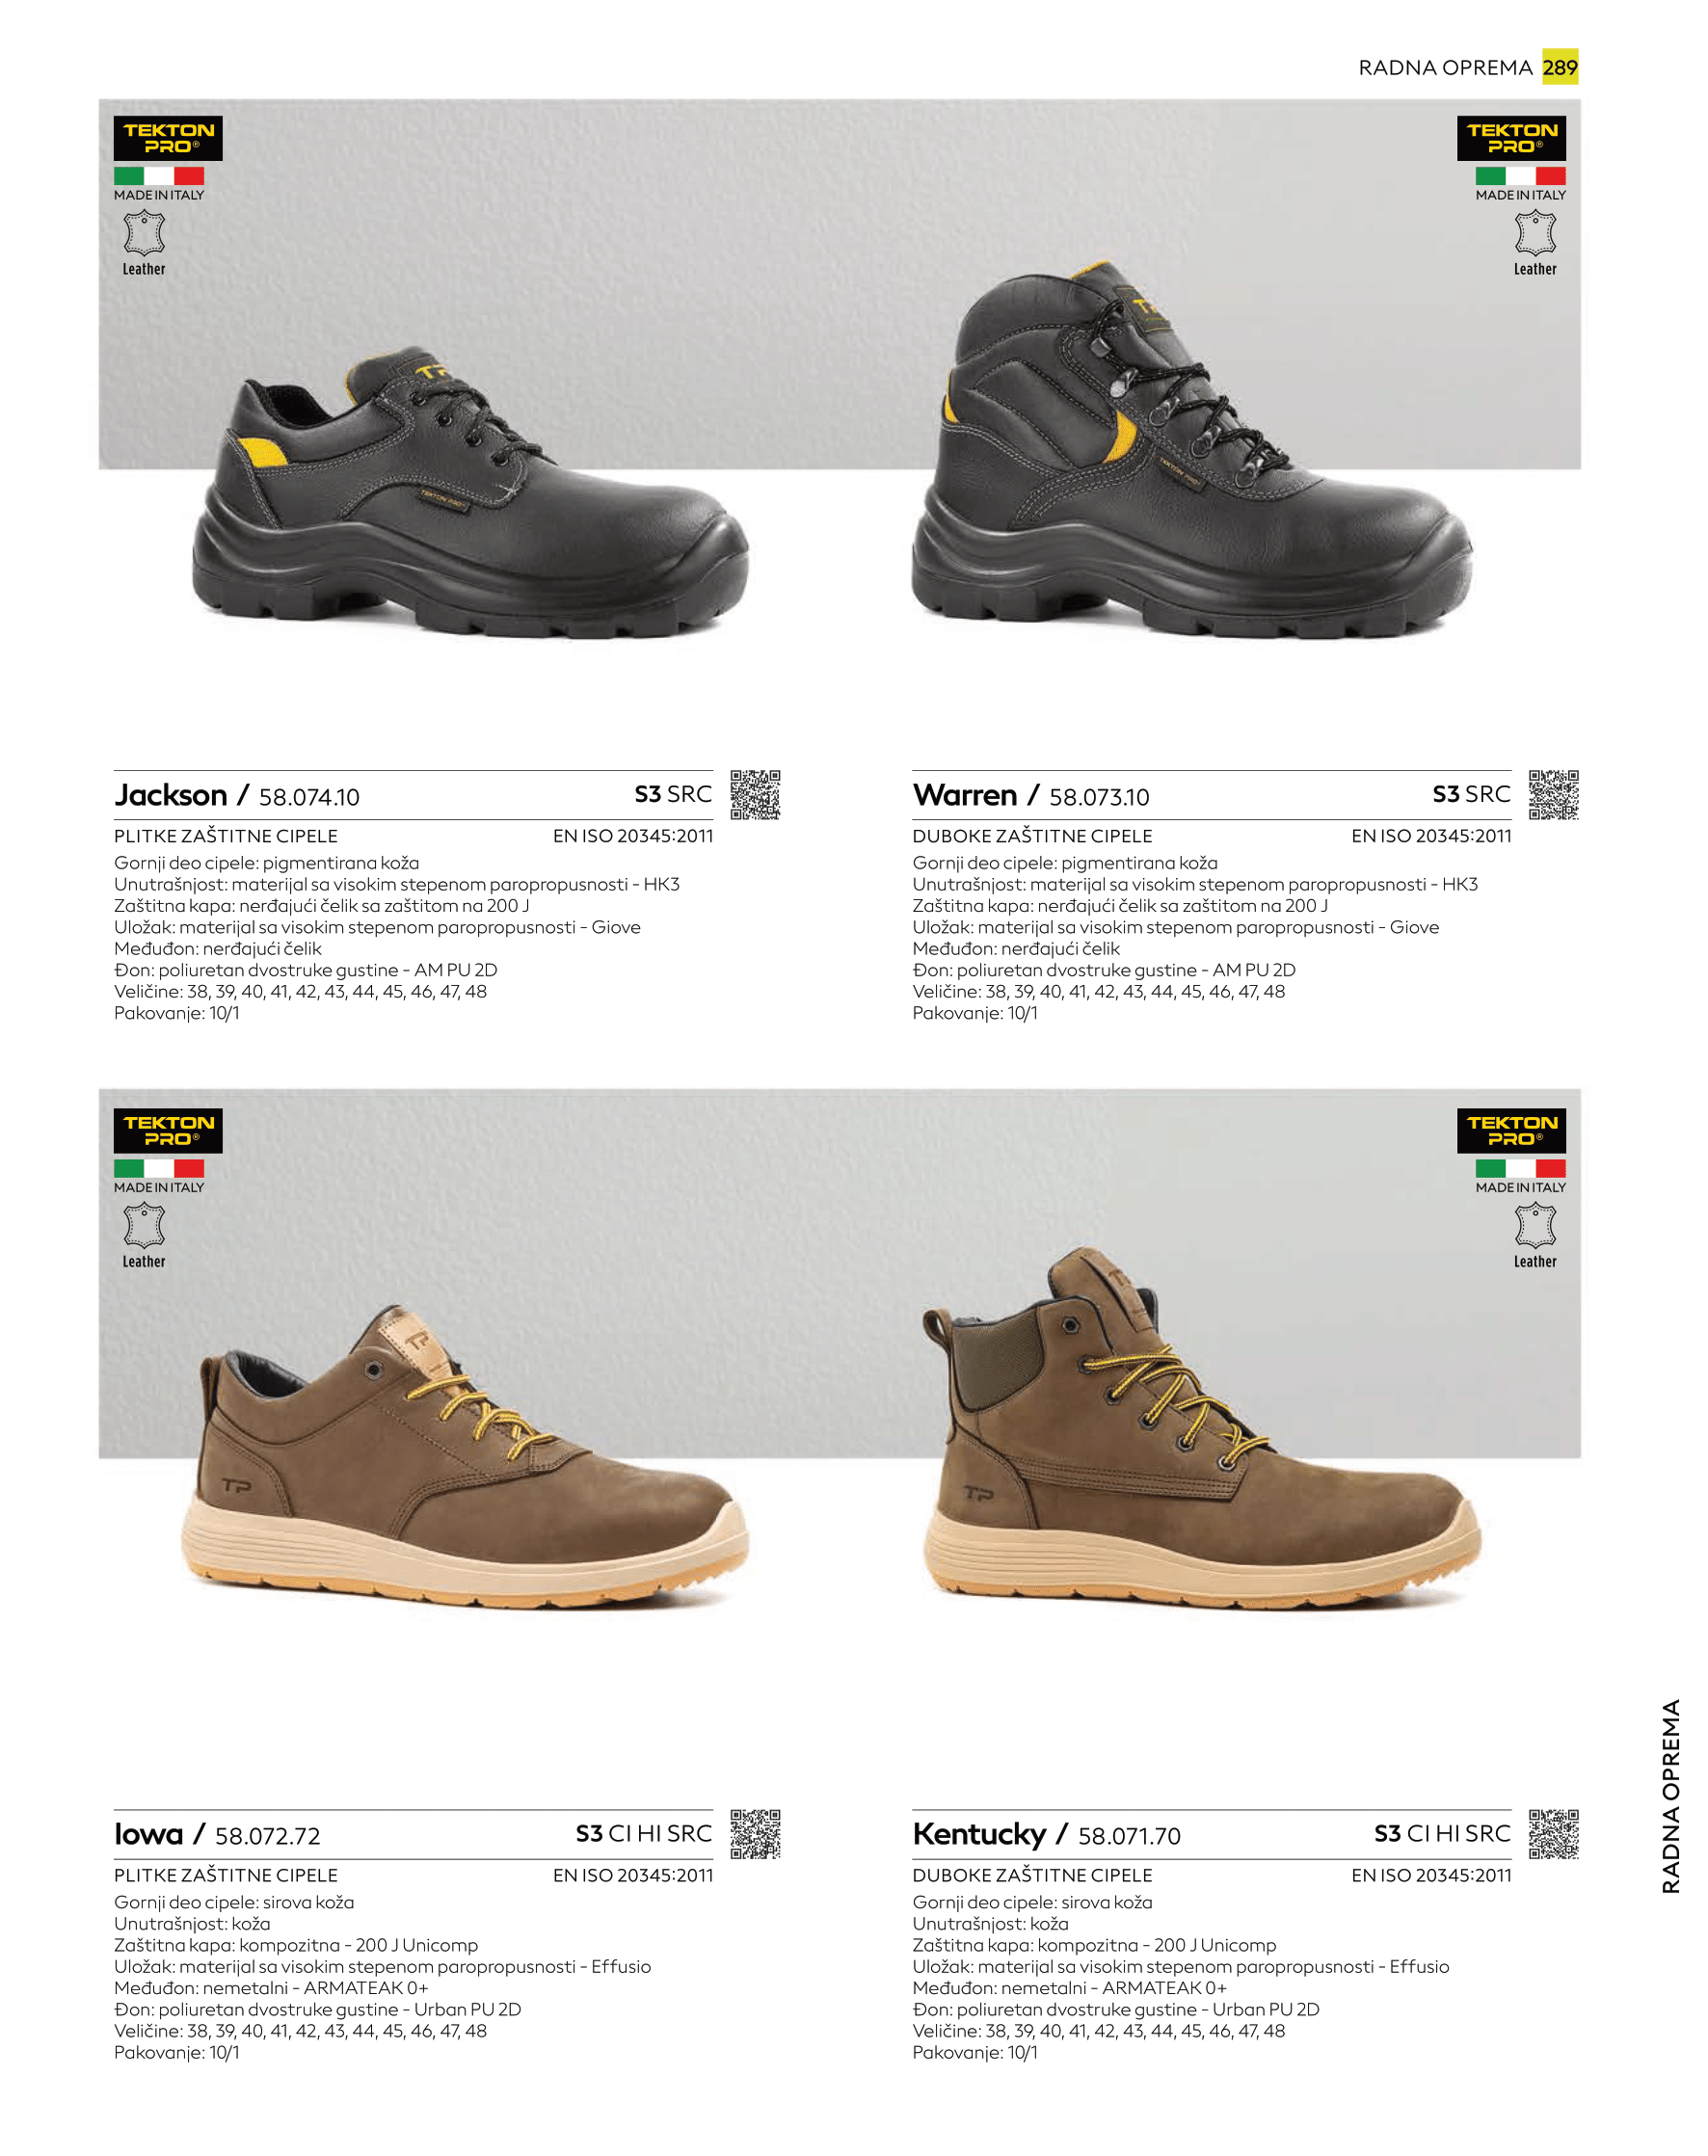 RADNA OPREMA 289
TEKTON
PRO®
MADE IN ITALY
Leather
TEKTON
PRO®
MADE IN ITALY
Leather
TP
TEKTON PRO
TEKTON PRO
Jackson / 58.074.10 S3 SRC
PLITKE ZAŠTITNE CIPELE EN ISO 20345:2011
Gornji deo cipele: pigmentirana koža
Unutrašnjost: materijal sa visokim stepenom paropropusnosti - HK3
Zaštitna kapa: nerđajući čelik sa zaštitom na 200 J
Uložak: materijal sa visokim stepenom paropropusnosti - Giove
Međuđon: nerđajući čelik
Đon: poliuretan dvostruke gustine - AM PU 2D
Veličine: 38, 39, 40, 41, 42, 43, 44, 45, 46, 47, 48
Pakovanje: 10/1
Warren / 58.073.10 S3 SRC
DUBOKE ZAŠTITNE CIPELE EN ISO 20345:2011
Gornji deo cipele: pigmentirana koža
Unutrašnjost: materijal sa visokim stepenom paropropusnosti - HK3
Zaštitna kapa: nerđajući čelik sa zaštitom na 200 J
Uložak: materijal sa visokim stepenom paropropusnosti - Giove
Međuđon: nerđajući čelik
Đon: poliuretan dvostruke gustine - AM PU 2D
Veličine: 38, 39, 40, 41, 42, 43, 44, 45, 46, 47, 48
Pakovanje: 10/1
TEKTON
PRO®
MADE IN ITALY
Leather
TEKTON
PRO®
MADE IN ITALY
Leather
TP
TP
TP
Iowa / 58.072.72 S3 CI HI SRC
PLITKE ZAŠTITNE CIPELE EN ISO 20345:2011
Gornji deo cipele: sirova koža
Unutrašnjost: koža
Zaštitna kapa: kompozitna - 200 J Unicomp
Uložak: materijal sa visokim stepenom paropropusnosti - Effusio
Međuđon: nemetalni - ARMATEAK 0+
Đon: poliuretan dvostruke gustine - Urban PU 2D
Veličine: 38, 39, 40, 41, 42, 43, 44, 45, 46, 47, 48
Pakovanje: 10/1
Kentucky / 58.071.70 S3 CI HI SRC
DUBOKE ZAŠTITNE CIPELE EN ISO 20345:2011
Gornji deo cipele: sirova koža
Unutrašnjost: koža
Zaštitna kapa: kompozitna - 200 J Unicomp
Uložak: materijal sa visokim stepenom paropropusnosti - Effusio
Međuđon: nemetalni - ARMATEAK 0+
Đon: poliuretan dvostruke gustine - Urban PU 2D
Veličine: 38, 39, 40, 41, 42, 43, 44, 45, 46, 47, 48
Pakovanje: 10/1
RADNA OPREMA